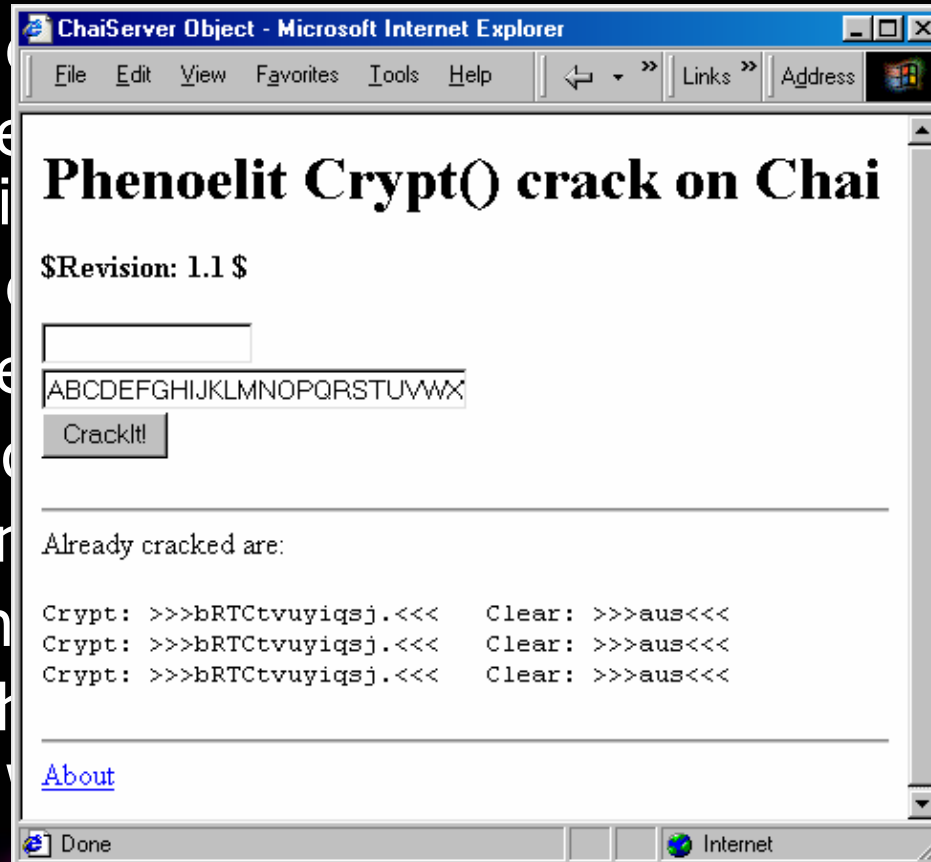 ChaiServer Object - Microsoft Internet Explorer
File Edit View Favorites Tools Help » Links » Address
Phenoelit Crypt() crack on Chai
$Revision: 1.1 $
ABCDEFGHIJKLMNOPQRSTUVWX
CrackIt!
Already cracked are:
Crypt: >>>bRTCtvuyiqsj.<<< Clear: >>>aus<<<
Crypt: >>>bRTCtvuyiqsj.<<< Clear: >>>aus<<<
Crypt: >>>bRTCtvuyiqsj.<<< Clear: >>>aus<<<
About
Done Internet